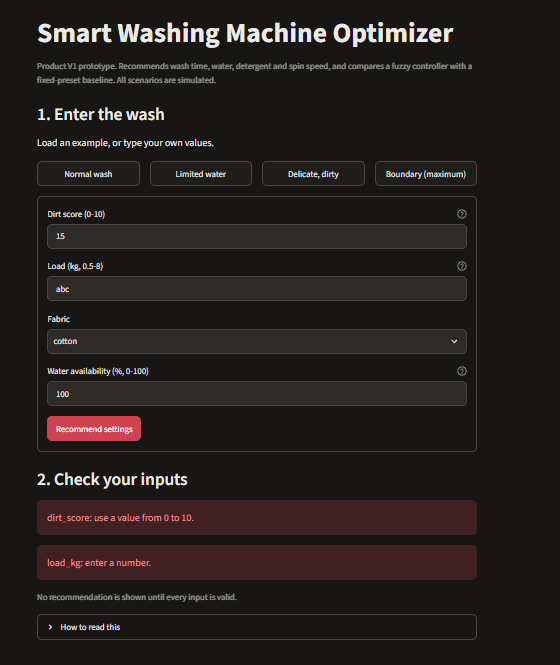 Smart Washing Machine Optimizer
Product V1 prototype. Recommends wash time, water, detergent and spin speed, and compares a fuzzy controller with a
fixed-preset baseline. All scenarios are simulated.
1. Enter the wash
Load an example, or type your own values.
Normal wash
Limited water
Delicate, dirty
Boundary (maximum)
Dirt score (0-10)
15
Load (kg, 0.5-8)
abc
Fabric
cotton
Water availability (%, 0-100)
100
Recommend settings
2. Check your inputs
dirt_score: use a value from 0 to 10.
load_kg: enter a number.
No recommendation is shown until every input is valid.
How to read this